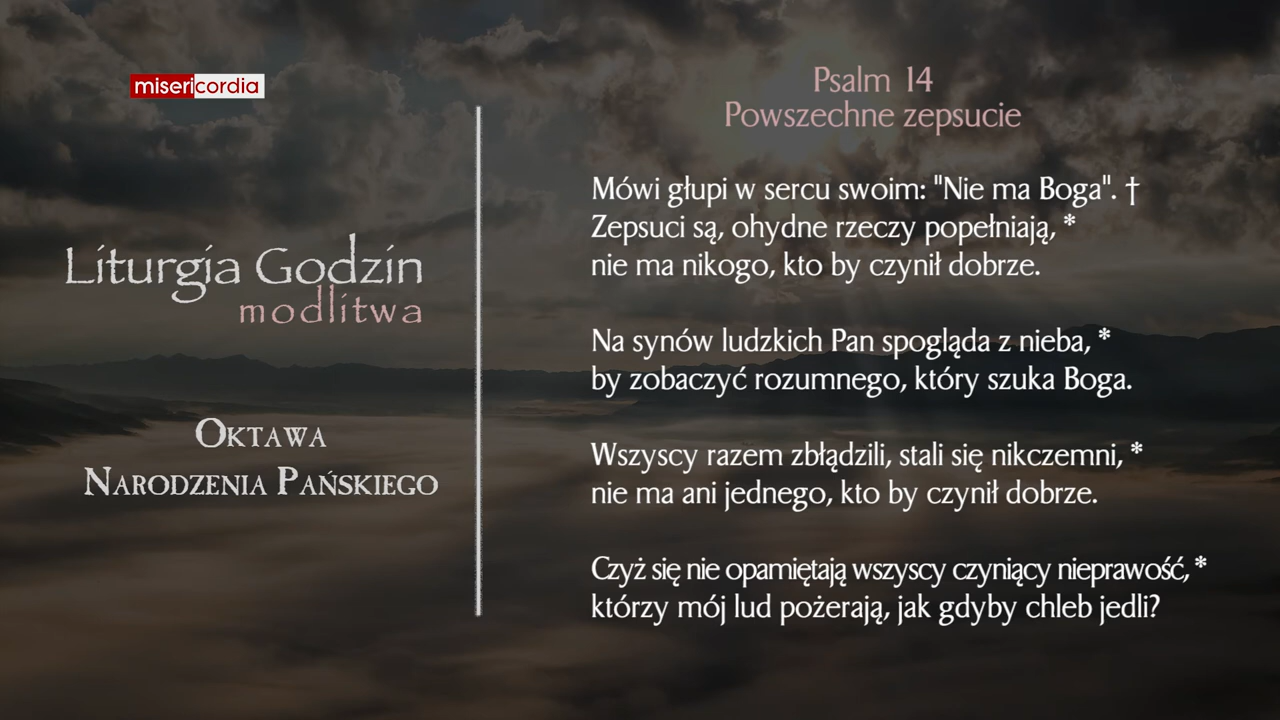 misericordia
Liturgia Godzin
modlitwa
Oktawa
Narodzenia Pańskiego
Psalm 14
Powszechne zepsucie
Mówi głupi w sercu swoim: "Nie ma Boga". †
Zepsuci są, ohydne rzeczy popełniają, *
nie ma nikogo, kto by czynił dobrze.
Na synów ludzkich Pan spogląda z nieba, *
by zobaczyć rozumnego, który szuka Boga.
Wszyscy razem zbłądzili, stali się nikczemni, *
nie ma ani jednego, kto by czynił dobrze.
Czyż się nie opamiętają wszyscy czyniący nieprawość, *
którzy mój lud pożerają, jak gdyby chleb jedli?